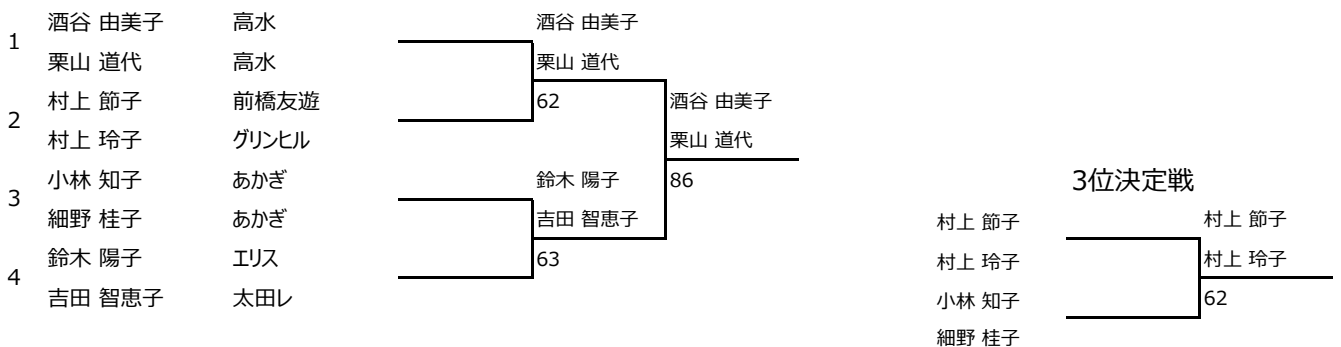 1
酒谷 由美子 高水
栗山 道代 高水
2
村上 節子 前橋友遊
村上 玲子 グリンヒル
3
小林 知子 あかぎ
細野 桂子 あかぎ
4
鈴木 陽子 エリス
吉田 智恵子 太田レ
酒谷 由美子
栗山 道代
62
鈴木 陽子
吉田 智恵子
63
酒谷 由美子
栗山 道代
86
3位決定戦
村上 節子
村上 玲子
小林 知子
細野 桂子
村上 節子
村上 玲子
62